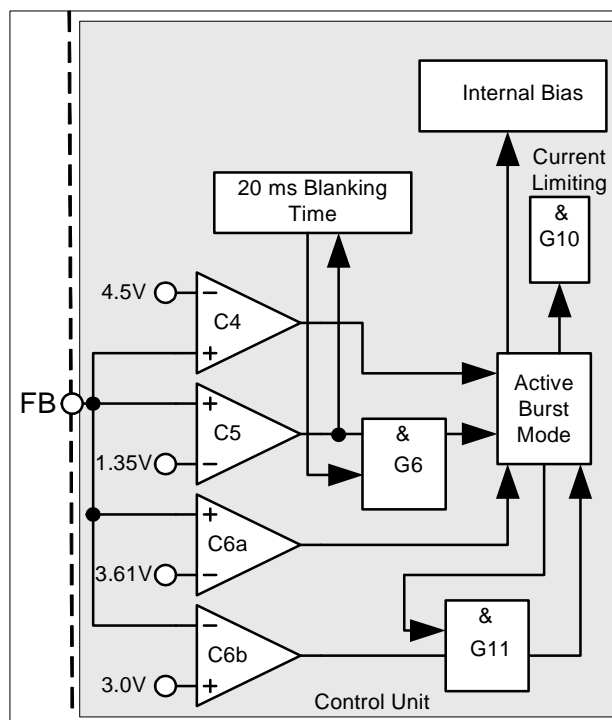 Internal Bias
Current
Limiting
20 ms Blanking
Time
&
G10
4.5V
−
C4
+
Active
Burst
Mode
FB
+
C5
−
1.35V
&
G6
+
C6a
−
3.61V
−
C6b
+
3.0V
&
G11
Control Unit